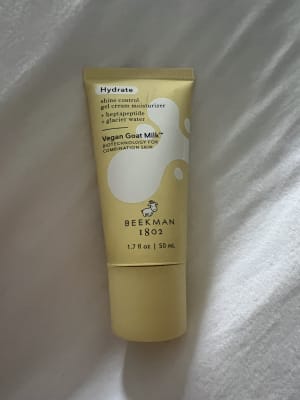 Hydrate
shine control
gel cream moisturizer
+ heptapeptide
+ glacier water
Vegan Goat Milk™
BIOTECHNOLOGY FOR
COMBINATION SKIN
BEEKMAN
1802
1.7 fl oz | 50 mL